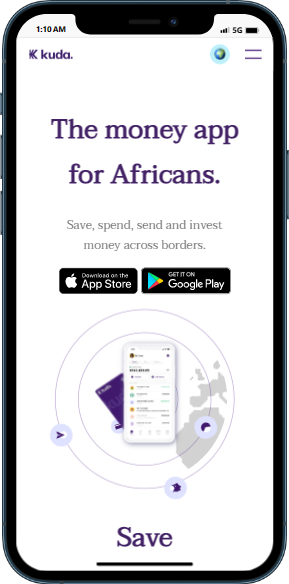 1:10 AM
5G
kuda.
The money app
for Africans.
Save, spend, send and invest
money across borders.
Download on the
App Store
GET IT ON
Google Play
kuda
Save